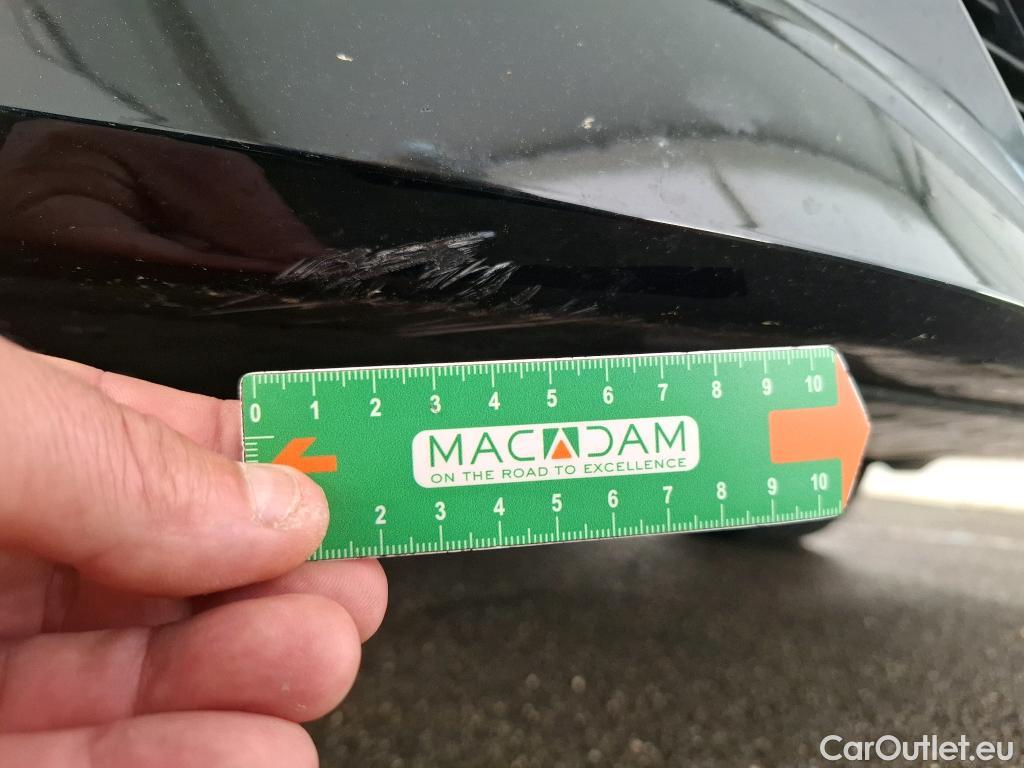 0 1 2 3 4 5 6 7 8 9 10
MACADAM
ON THE ROAD TO EXCELLENCE
2 3 4 5 6 7 8 9 10
CarOutlet.eu